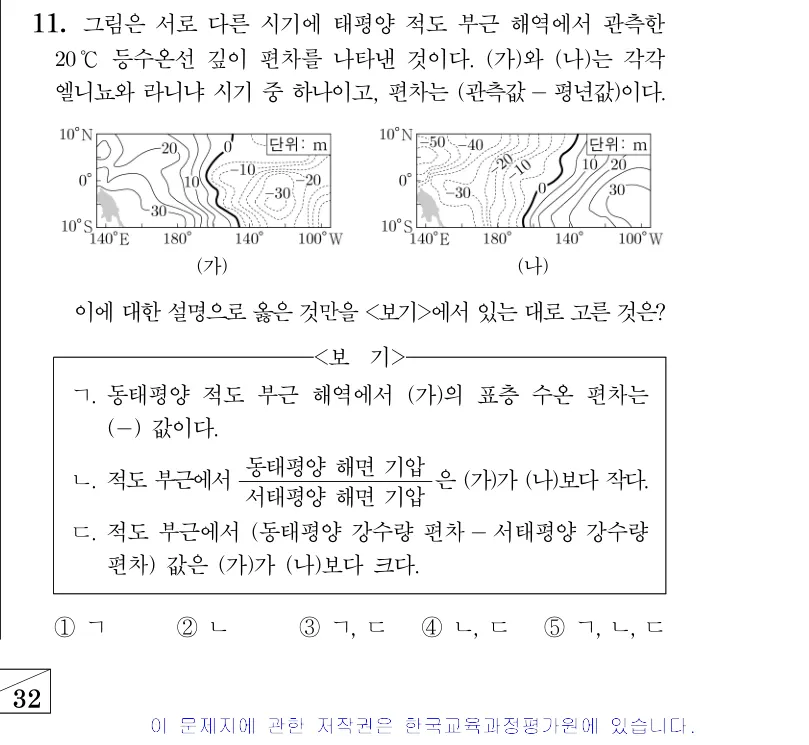 11. 그림은 서로 다른 시기에 태평양 적도 부근 해역에서 관측한
20℃ 등수온선 깊이 편차를 나타낸 것이다. (가)와 (나)는 각각
엘니뇨와 라니냐 시기 중 하나이고, 편차는 (관측값 − 평년값)이다.
10°N −20 0 단위: m
0° 10 −10 −30 −20
10°S 30
140°E 180° 140° 100°W
(가)
10°N −50 −40 −20 −10 단위: m
0° −30 0 10 20 30
10°S
140°E 180° 140° 100°W
(나)
이에 대한 설명으로 옳은 것만을 <보기>에서 있는 대로 고른 것은?
<보 기>
ㄱ. 동태평양 적도 부근 해역에서 (가)의 표층 수온 편차는
(−) 값이다.
ㄴ. 적도 부근에서 동태평양 해면 기압 / 서태평양 해면 기압 은 (가)가 (나)보다 작다.
ㄷ. 적도 부근에서 (동태평양 강수량 편차 − 서태평양 강수량
편차) 값은 (가)가 (나)보다 크다.
① ㄱ ② ㄴ ③ ㄱ, ㄷ ④ ㄴ, ㄷ ⑤ ㄱ, ㄴ, ㄷ
32
이 문제지에 관한 저작권은 한국교육과정평가원에 있습니다.